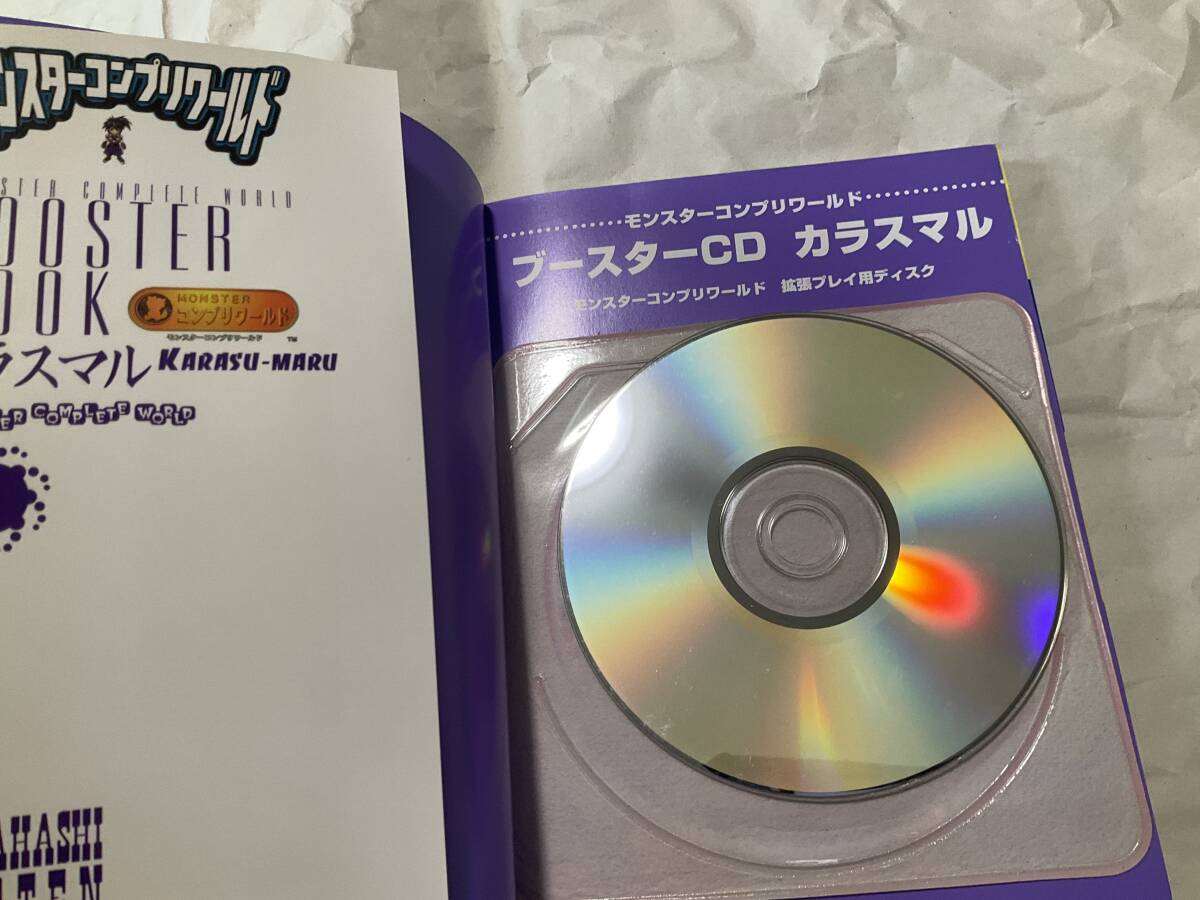 ンスターコンプリワールド
STER COMPLETE WORLD
OOSTER
OOK
MONSTER
コンプリワールド
モンスターコンプリワールド
TM
ラスマル KARASU-MARU
ER COMPLETE WORLD
AHASHI
TEN
モンスターコンプリワールド
ブースターCD カラスマル
モンスターコンプリワールド 拡張プレイ用ディスク